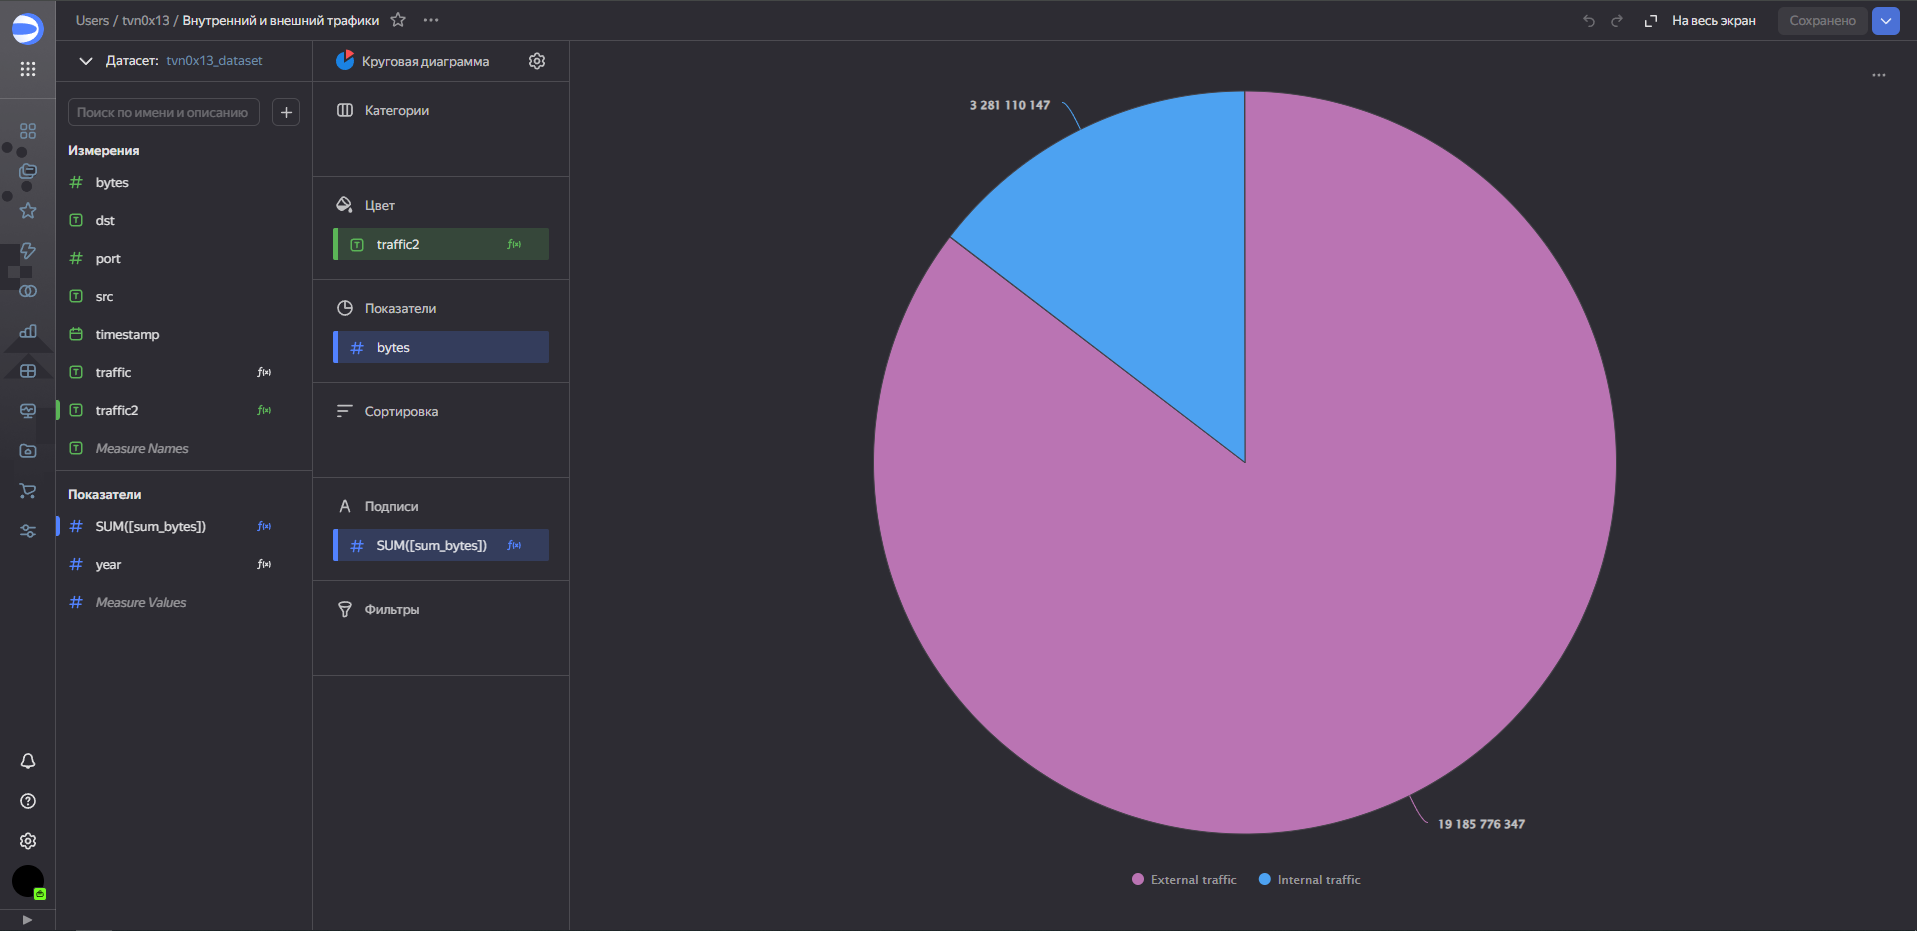 Users / tvn0x13 / Внутренний и внешний трафики
На весь экран
Сохранено
Датасет: tvn0x13_dataset
Поиск по имени и описанию
Измерения
bytes
dst
port
src
timestamp
traffic
traffic2
Measure Names
Показатели
SUM([sum_bytes])
year
Measure Values
Круговая диаграмма
Категории
Цвет
traffic2
Показатели
bytes
Сортировка
Подписи
SUM([sum_bytes])
Фильтры
3 281 110 147
19 185 776 347
External traffic
Internal traffic